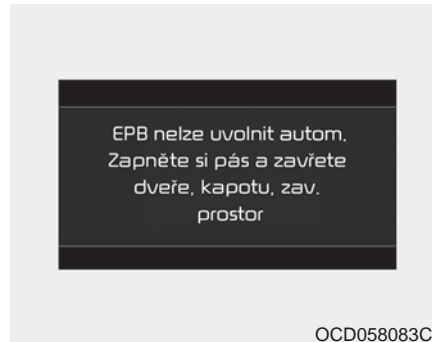 EPB nelze uvolnit autom.
Zapněte si pás a zavřete
dveře, kapotu, zav.
prostor
OCD058083C